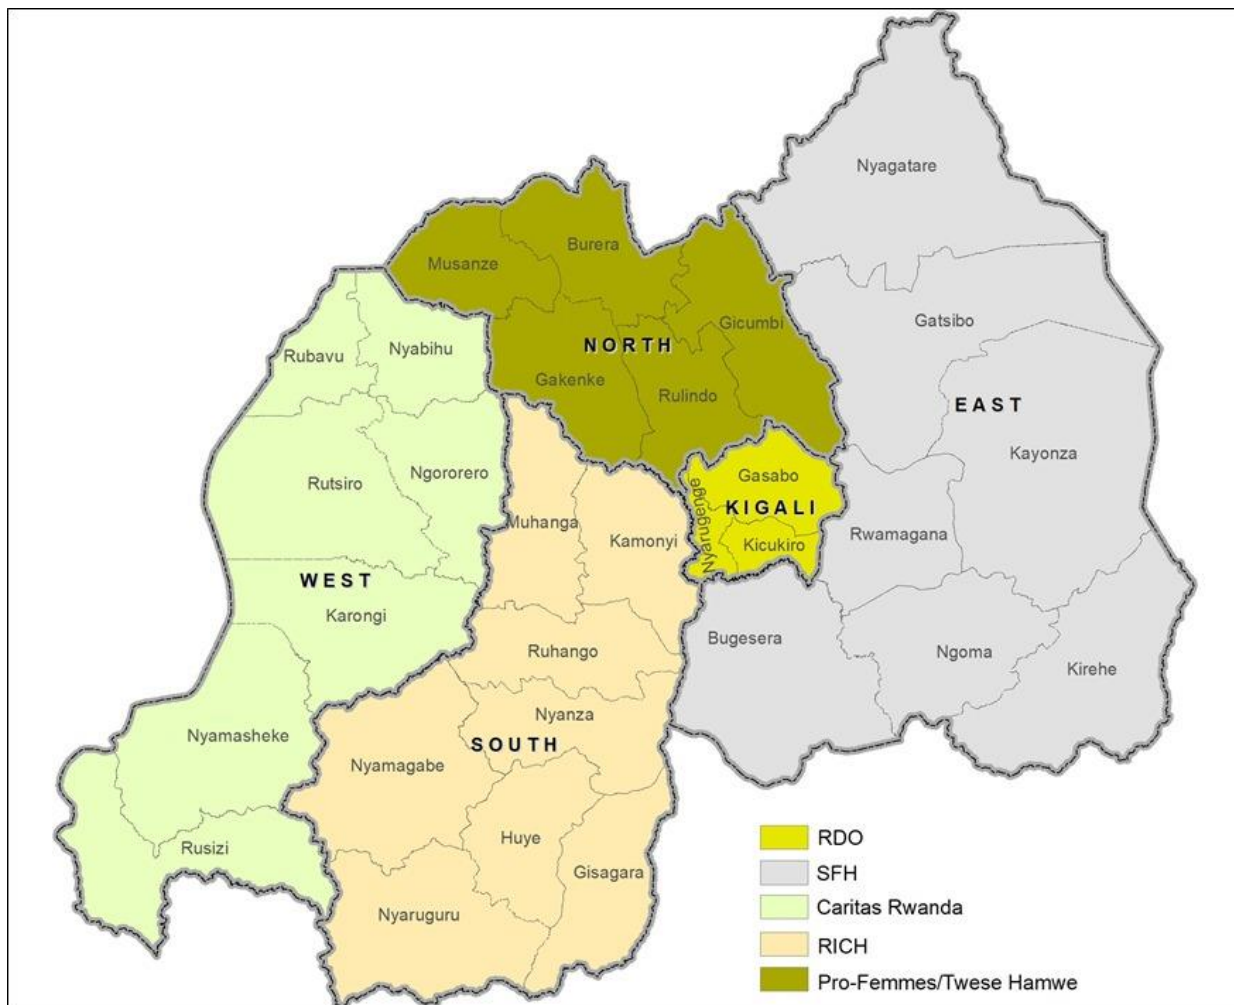 Nyagatare
Burera
Musanze
Gicumbi
Gatsibo
NORTH
Rubavu
Nyabihu
Gakenke
Rulindo
EAST
Kayonza
Ngororero
Gasabo
Rutsiro
Nyarugenge
KIGALI
Muhanga
Kamonyi
Kicukiro
Rwamagana
WEST
Karongi
Bugesera
Ruhango
Ngoma
Kirehe
Nyanza
Nyamasheke
SOUTH
Nyamagabe
Huye
Rusizi
Gisagara
Nyaruguru
RDO
SFH
Caritas Rwanda
RICH
Pro-Femmes/Twese Hamwe